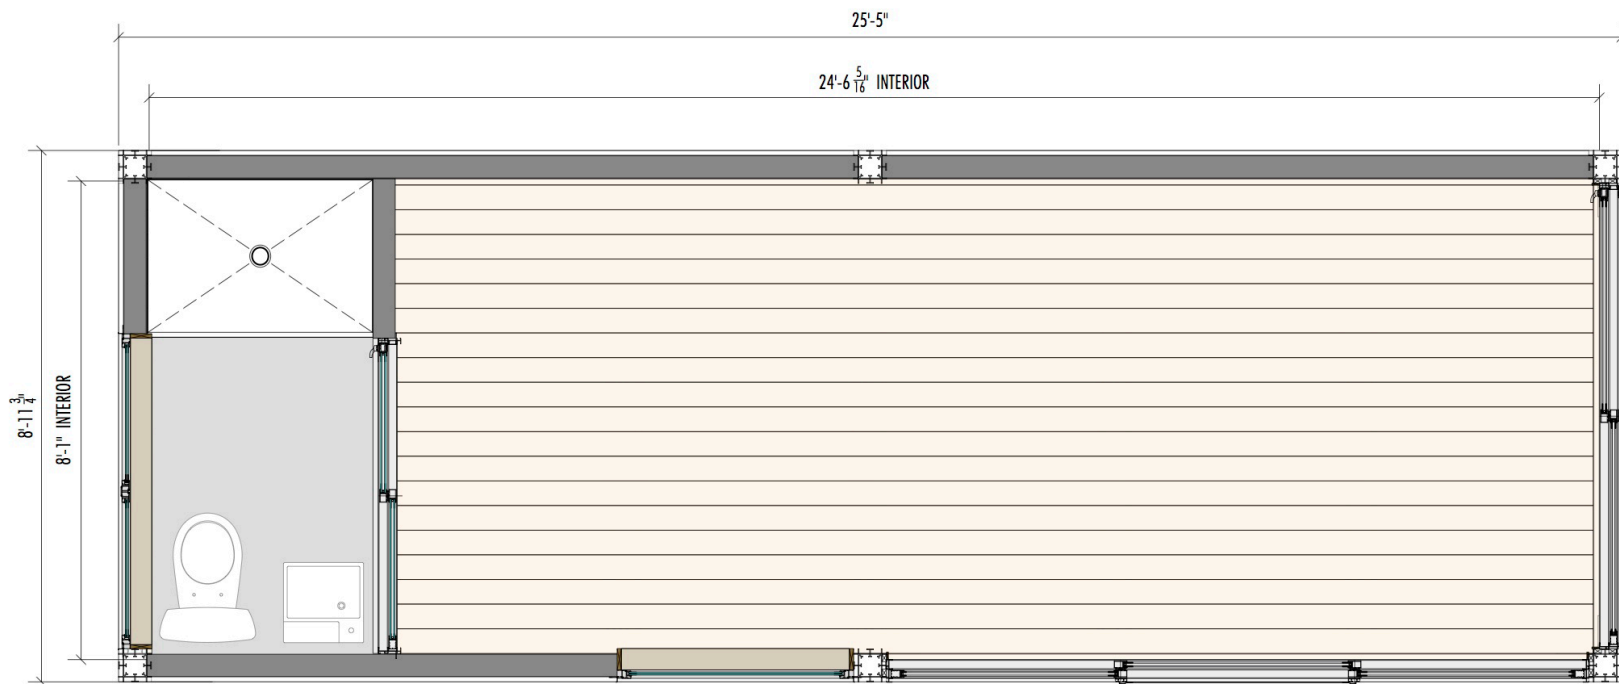 25'-5"
24'-6 5/16" INTERIOR
8'-11 3/4"
8'-1" INTERIOR